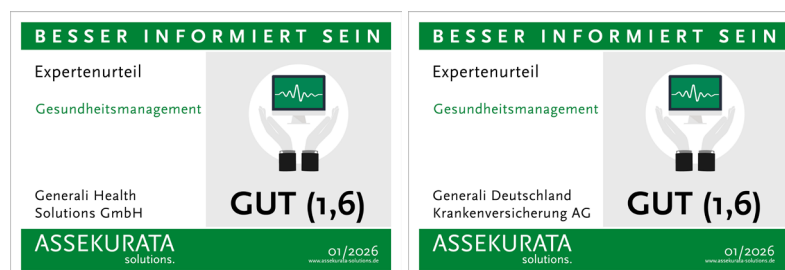 BESSER INFORMIERT SEIN
Expertenurteil
Gesundheitsmanagement
Generali Health
Solutions GmbH
GUT (1,6)
ASSEKURATA
solutions.
01/2026
www.assekurata-solutions.de
BESSER INFORMIERT SEIN
Expertenurteil
Gesundheitsmanagement
Generali Deutschland
Krankenversicherung AG
GUT (1,6)
ASSEKURATA
solutions.
01/2026
www.assekurata-solutions.de